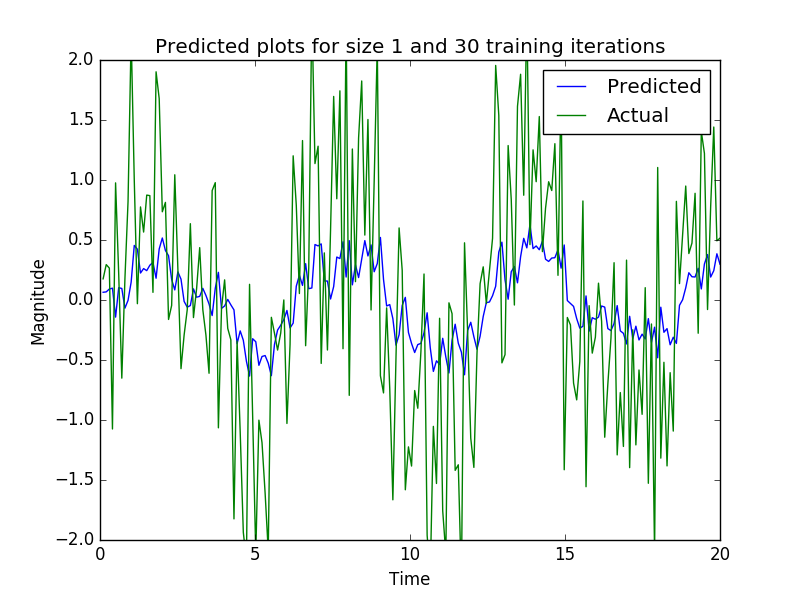 Predicted plots for size 1 and 30 training iterations
Predicted
Actual
2.0
1.5
1.0
0.5
0.0
−0.5
−1.0
−1.5
−2.0
Magnitude
0 5 10 15 20
Time